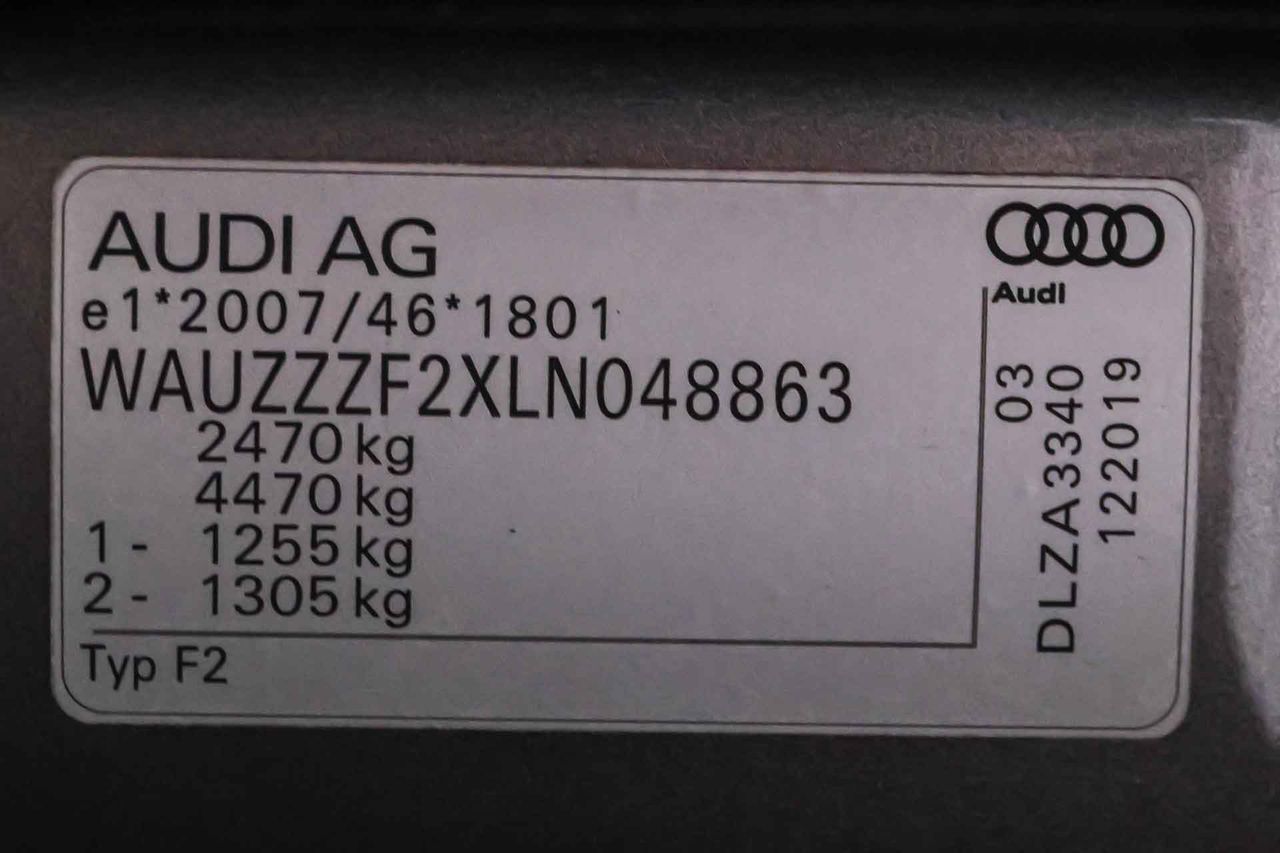 AUDI AG
e1*2007/46*1801
WAUZZZF2XLN048863
2470 kg
4470 kg
1 - 1255 kg
2 - 1305 kg
Typ F2
Audi
03
DLZA3340
122019